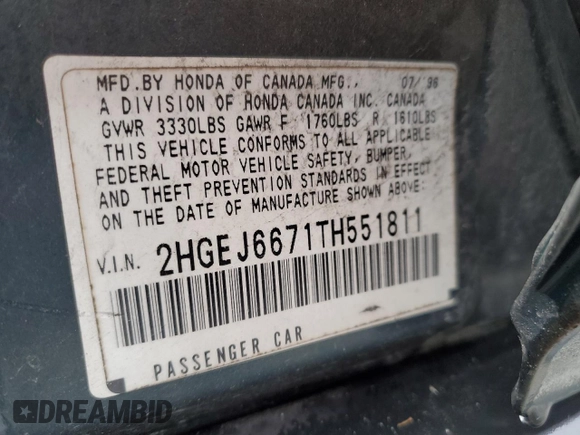 MFD.BY HONDA OF CANADA MFG., 07/96
A DIVISION OF HONDA CANADA INC. CANADA
GVWR 3330LBS GAWR F 1760LBS R 1610LBS
THIS VEHICLE CONFORMS TO ALL APPLICABLE
FEDERAL MOTOR VEHICLE SAFETY, BUMPER,
AND THEFT PREVENTION STANDARDS IN EFFECT
ON THE DATE OF MANUFACTURE SHOWN ABOVE:
V.I.N. 2HGEJ6671TH551811
PASSENGER CAR
DREAMBID